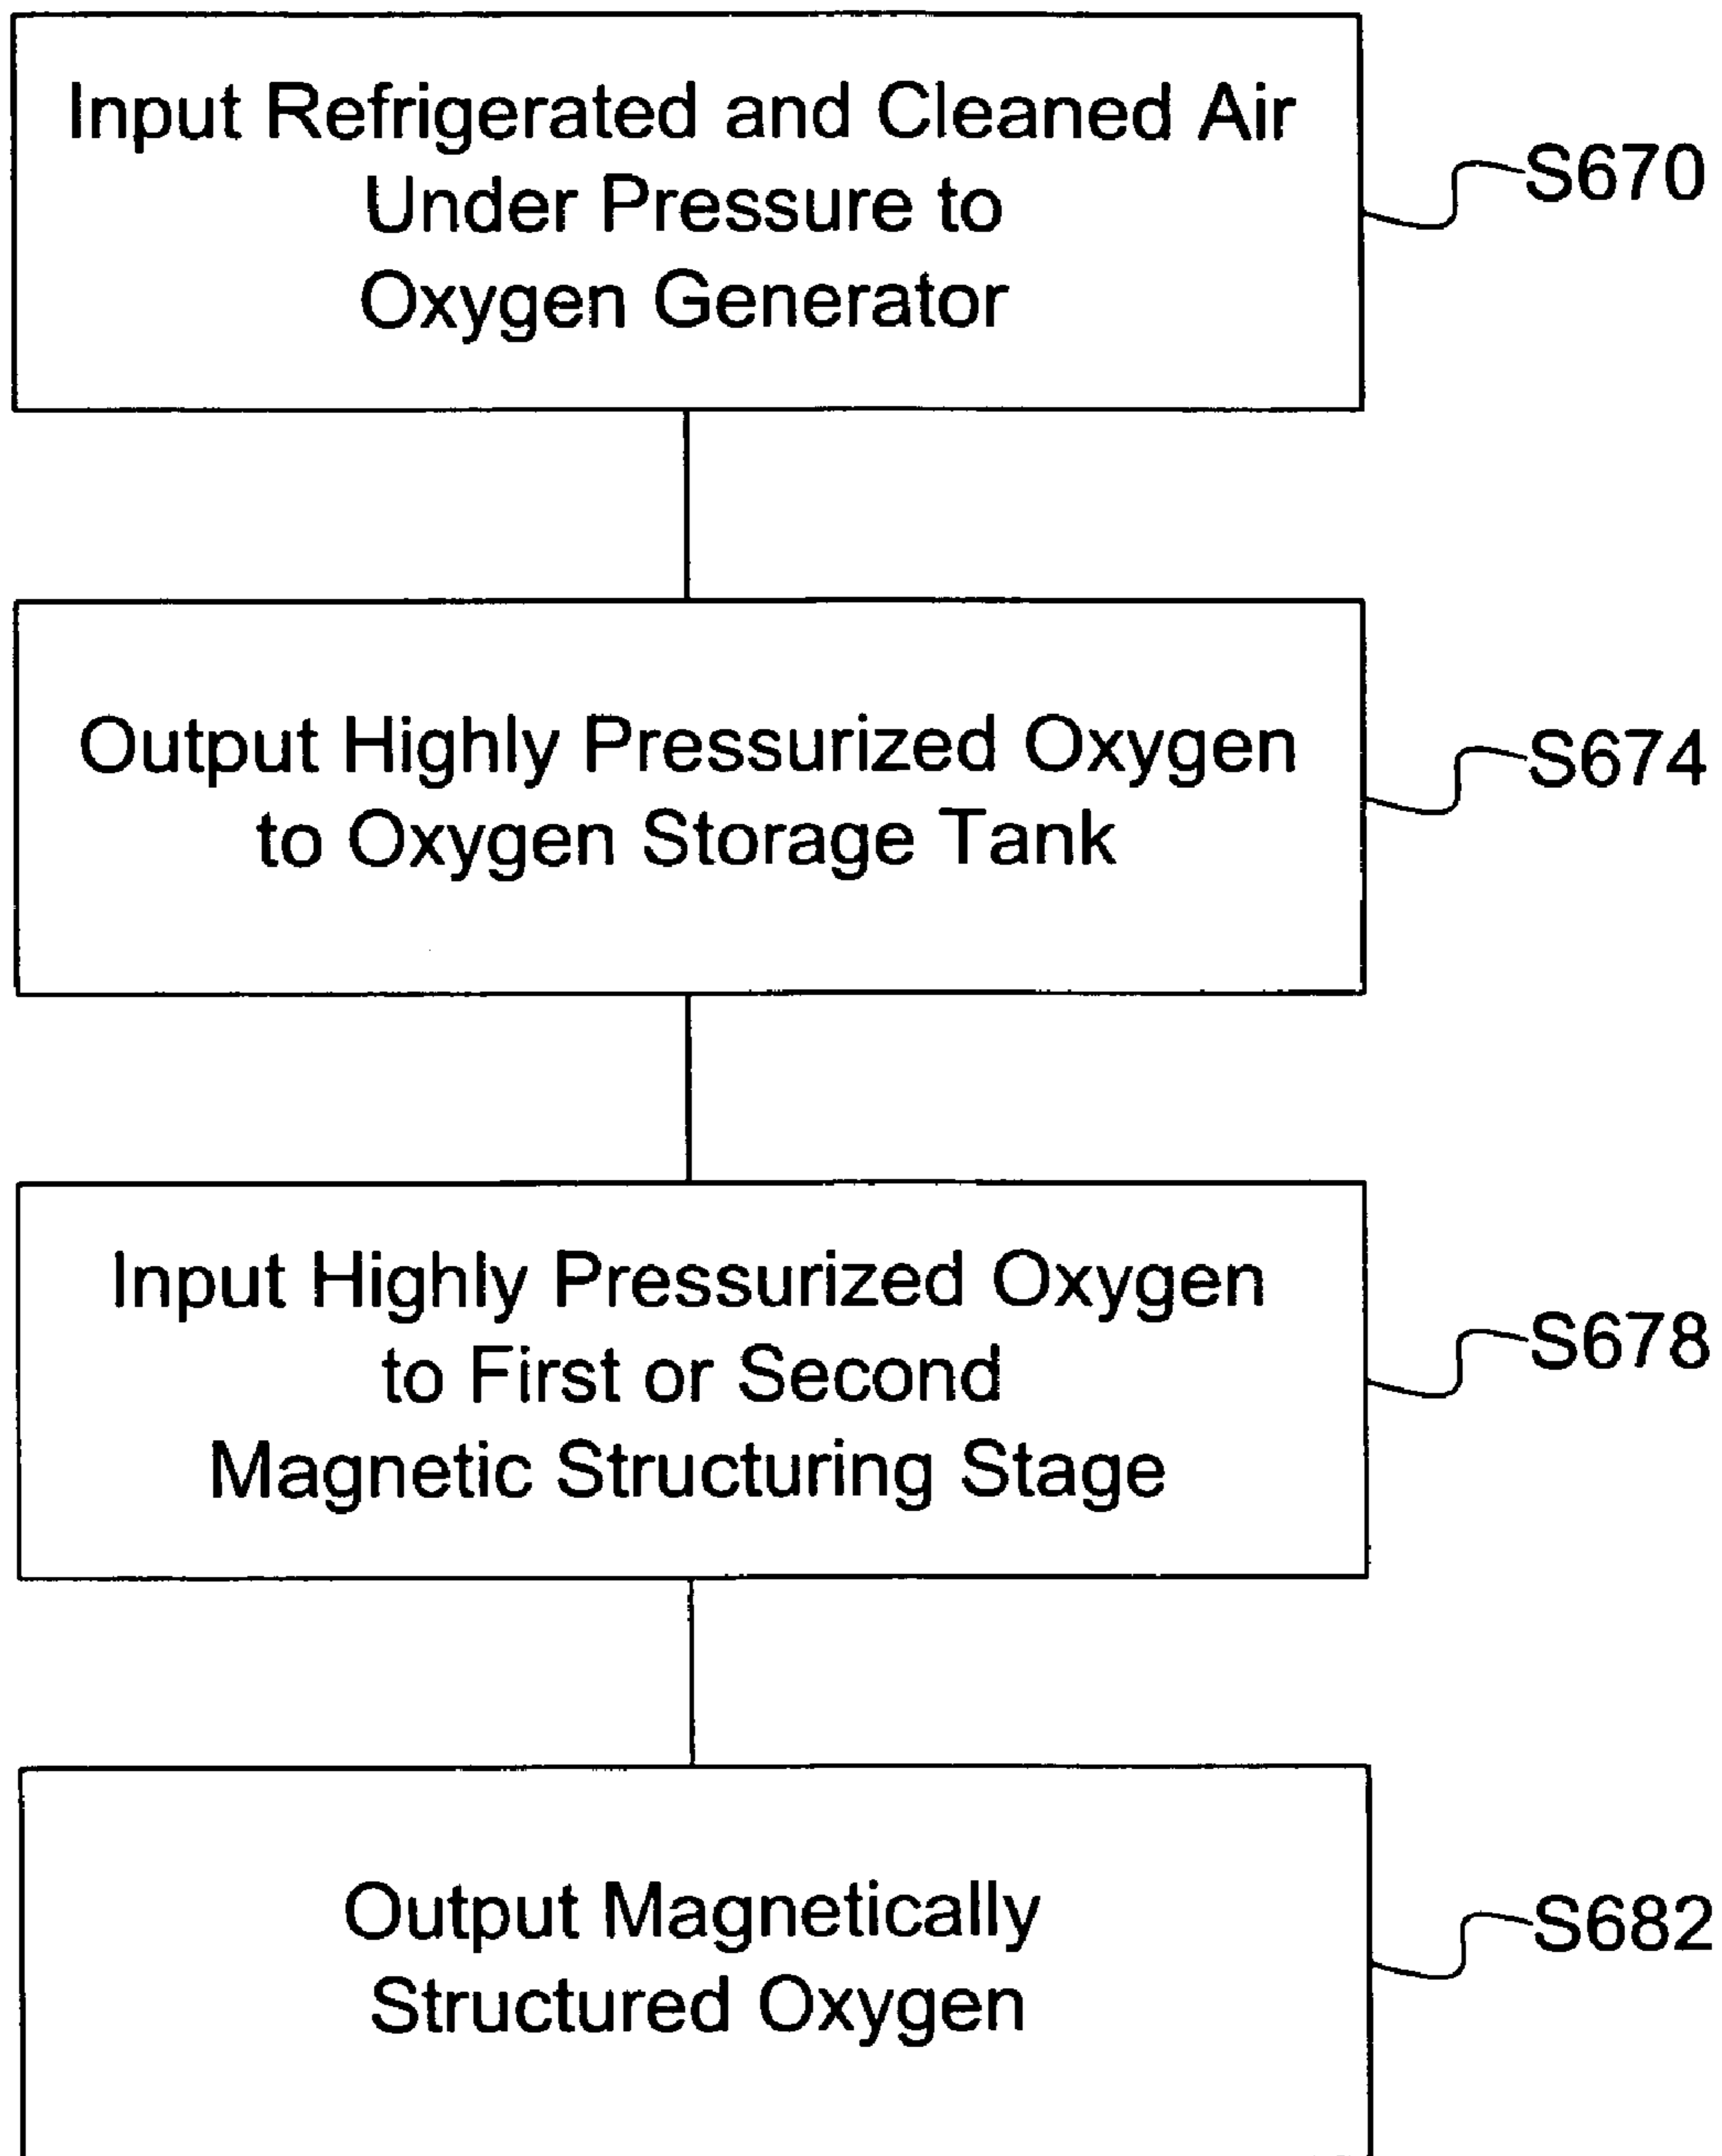 Input Refrigerated and Cleaned Air
Under Pressure to
Oxygen Generator
S670
Output Highly Pressurized Oxygen
to Oxygen Storage Tank
S674
Input Highly Pressurized Oxygen
to First or Second
Magnetic Structuring Stage
S678
Output Magnetically
Structured Oxygen
S682